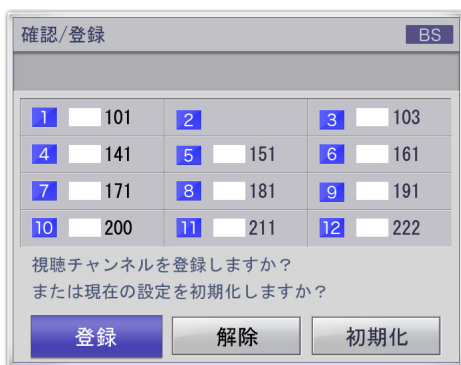 確認/登録 BS
1 101 2 3 103
4 141 5 151 6 161
7 171 8 181 9 191
10 200 11 211 12 222
視聴チャンネルを登録しますか?
または現在の設定を初期化しますか?
登録 解除 初期化